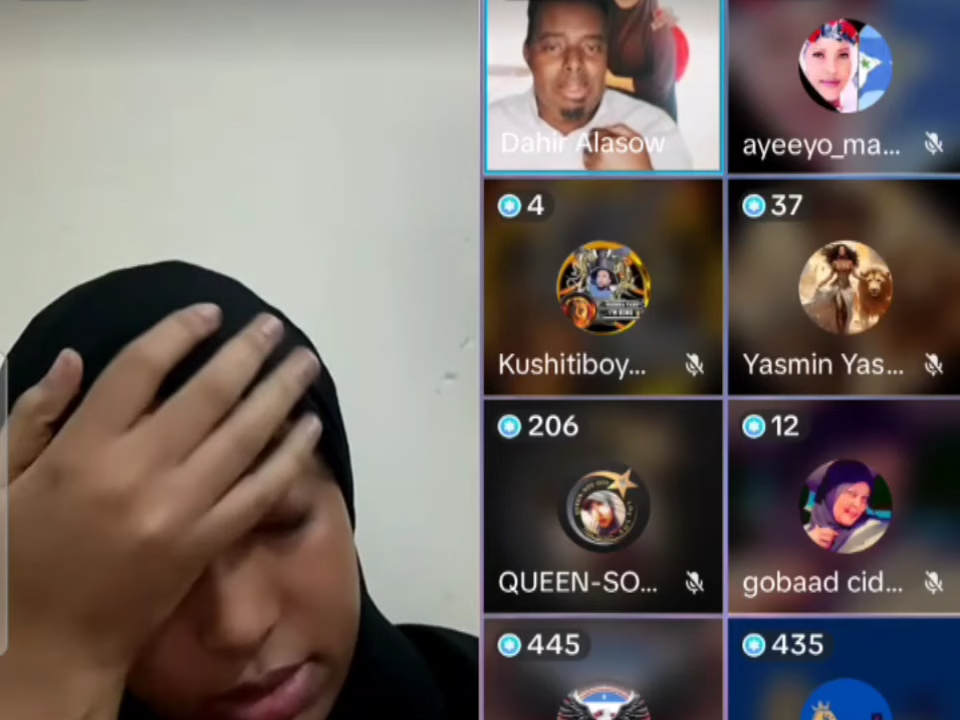 Dahir Alasow
ayeeyo_ma...
4
37
Kushitiboy...
Yasmin Yas...
206
12
QUEEN-SO...
gobaad cid...
445
435